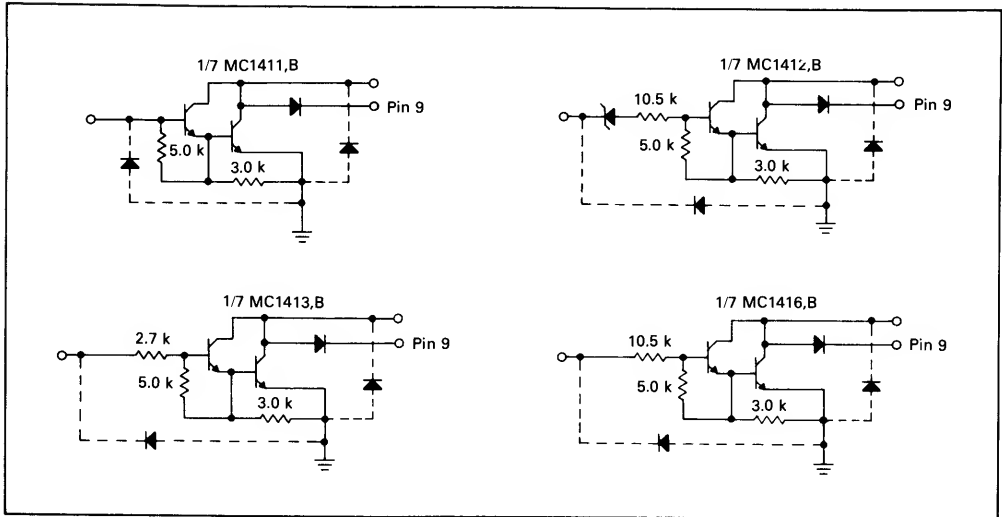 1/7 MC1411,B
5.0 k
3.0 k
Pin 9
1/7 MC1412,B
10.5 k
5.0 k
3.0 k
Pin 9
1/7 MC1413,B
2.7 k
5.0 k
3.0 k
Pin 9
1/7 MC1416,B
10.5 k
5.0 k
3.0 k
Pin 9